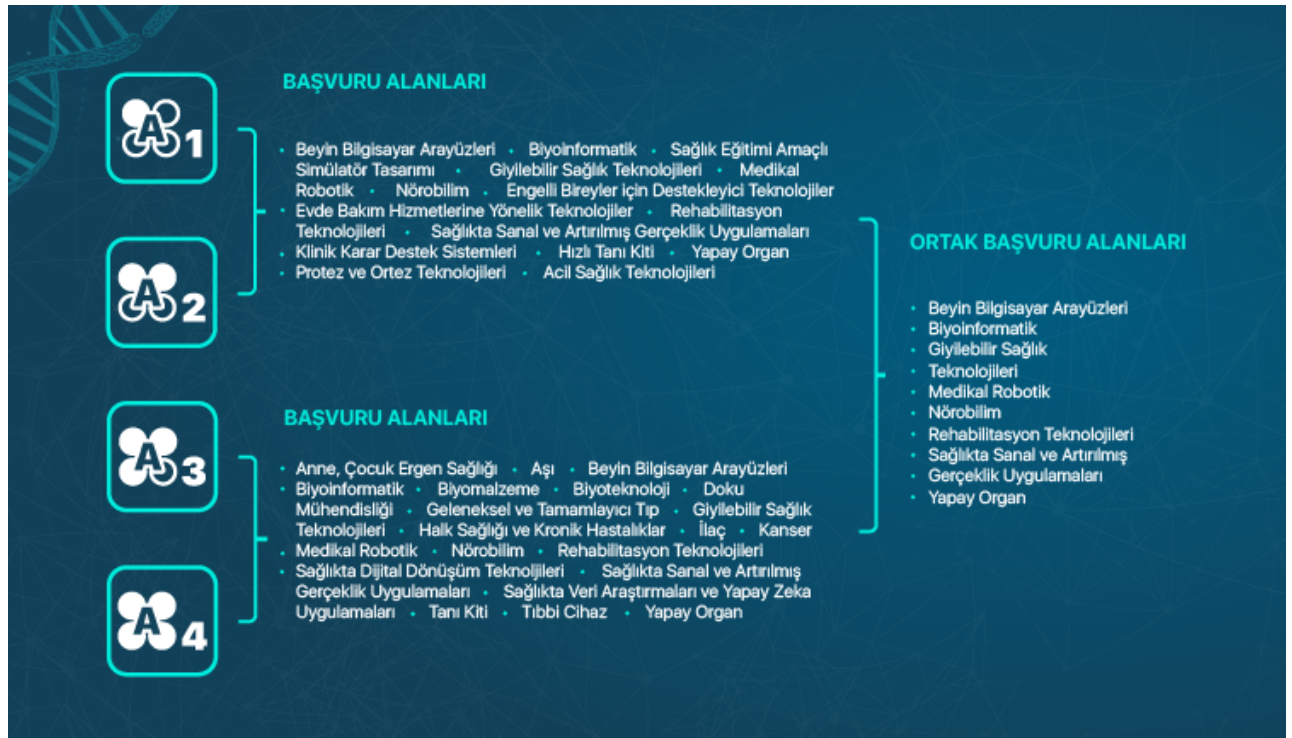 A 1
A 2
A 3
A 4
BAŞVURU ALANLARI
• Beyin Bilgisayar Arayüzleri • Biyoinformatik • Sağlık Eğitimi Amaçlı
Simülatör Tasarımı • Giyilebilir Sağlık Teknolojileri • Medikal
Robotik • Nörobilim • Engelli Bireyler için Destekleyici Teknolojiler
• Evde Bakım Hizmetlerine Yönelik Teknolojiler • Rehabilitasyon
Teknolojileri • Sağlıkta Sanal ve Artırılmış Gerçeklik Uygulamaları
• Klinik Karar Destek Sistemleri • Hızlı Tanı Kiti • Yapay Organ
• Protez ve Ortez Teknolojileri • Acil Sağlık Teknolojileri
BAŞVURU ALANLARI
• Anne, Çocuk Ergen Sağlığı • Aşı • Beyin Bilgisayar Arayüzleri
• Biyoinformatik • Biyomalzeme • Biyoteknoloji • Doku
Mühendisliği • Geleneksel ve Tamamlayıcı Tıp • Giyilebilir Sağlık
Teknolojileri • Halk Sağlığı ve Kronik Hastalıklar • İlaç • Kanser
• Medikal Robotik • Nörobilim • Rehabilitasyon Teknolojileri
• Sağlıkta Dijital Dönüşüm Teknoljileri • Sağlıkta Sanal ve Artırılmış
Gerçeklik Uygulamaları • Sağlıkta Veri Araştırmaları ve Yapay Zeka
Uygulamaları • Tanı Kiti • Tıbbi Cihaz • Yapay Organ
ORTAK BAŞVURU ALANLARI
• Beyin Bilgisayar Arayüzleri
• Biyoinformatik
• Giyilebilir Sağlık
• Teknolojileri
• Medikal Robotik
• Nörobilim
• Rehabilitasyon Teknolojileri
• Sağlıkta Sanal ve Artırılmış
• Gerçeklik Uygulamaları
• Yapay Organ